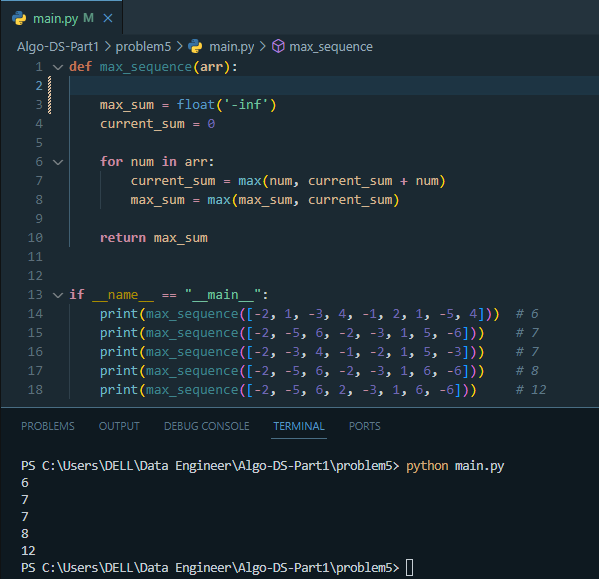 main.py M ×
Algo-DS-Part1 > problem5 > main.py > max_sequence
1 def max_sequence(arr):
2
3     max_sum = float('-inf')
4     current_sum = 0
5
6     for num in arr:
7         current_sum = max(num, current_sum + num)
8         max_sum = max(max_sum, current_sum)
9
10     return max_sum
11
12
13 if __name__ == "__main__":
14     print(max_sequence([-2, 1, -3, 4, -1, 2, 1, -5, 4]))  # 6
15     print(max_sequence([-2, -5, 6, -2, -3, 1, 5, -6]))    # 7
16     print(max_sequence([-2, -3, 4, -1, -2, 1, 5, -3]))    # 7
17     print(max_sequence([-2, -5, 6, -2, -3, 1, 6, -6]))    # 8
18     print(max_sequence([-2, -5, 6, 2, -3, 1, 6, -6]))     # 12
PROBLEMS OUTPUT DEBUG CONSOLE TERMINAL PORTS
PS C:\Users\DELL\Data Engineer\Algo-DS-Part1\problem5> python main.py
6
7
7
8
12
PS C:\Users\DELL\Data Engineer\Algo-DS-Part1\problem5>